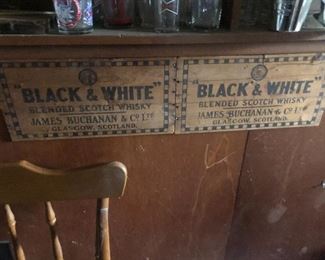 "BLACK & WHITE"
BLENDED SCOTCH WHISKY
JAMES BUCHANAN & CO LTD
GLASGOW, SCOTLAND.
"BLACK & WHITE"
BLENDED SCOTCH WHISKY
JAMES BUCHANAN & CO LTD
GLASGOW, SCOTLAND.